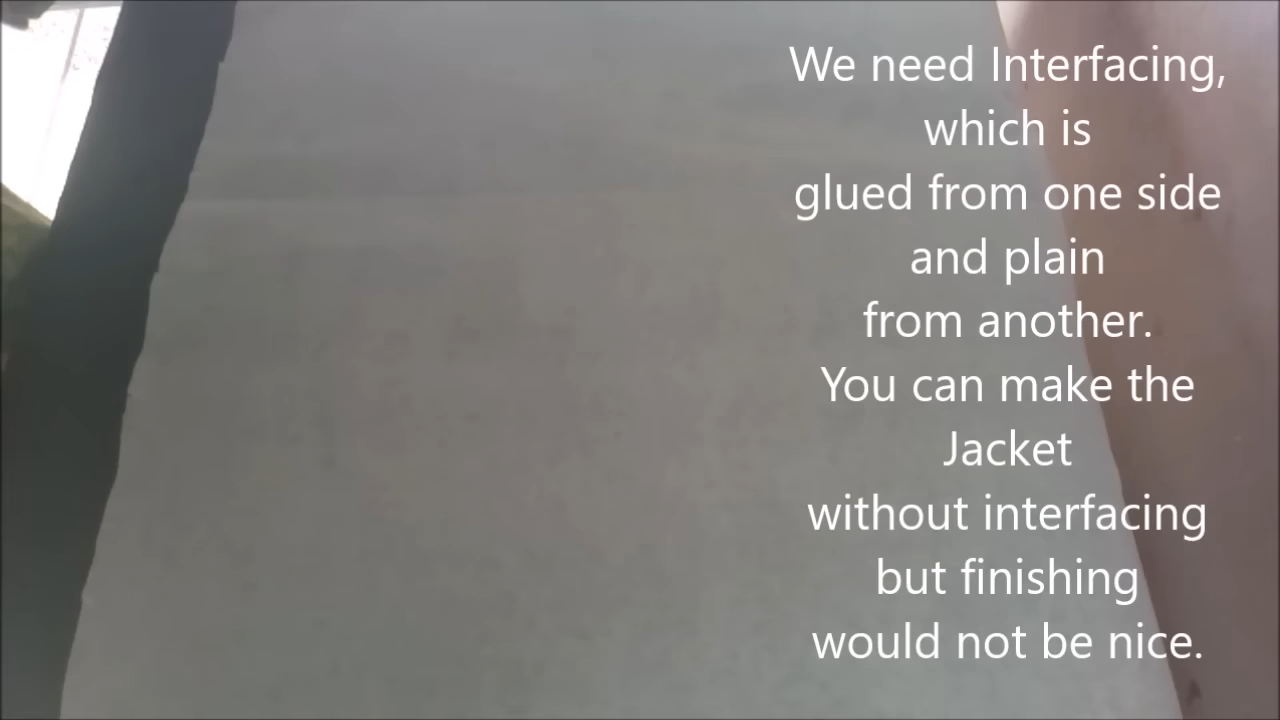 We need Interfacing,
which is
glued from one side
and plain
from another.
You can make the
Jacket
without interfacing
but finishing
would not be nice.